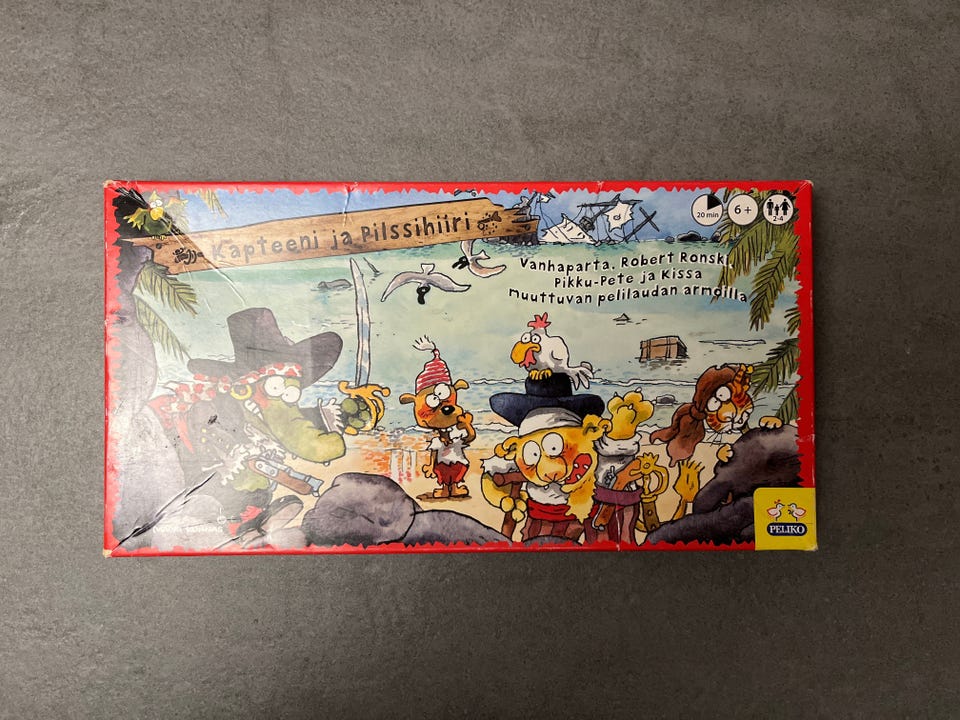 Kapteeni ja Pilssihiiri
20 min
6+
2-4
Vanhaparta, Robert Ronski,
Pikku-Pete ja Kissa
muuttuvan pelilaudan armoilla
PELIKO